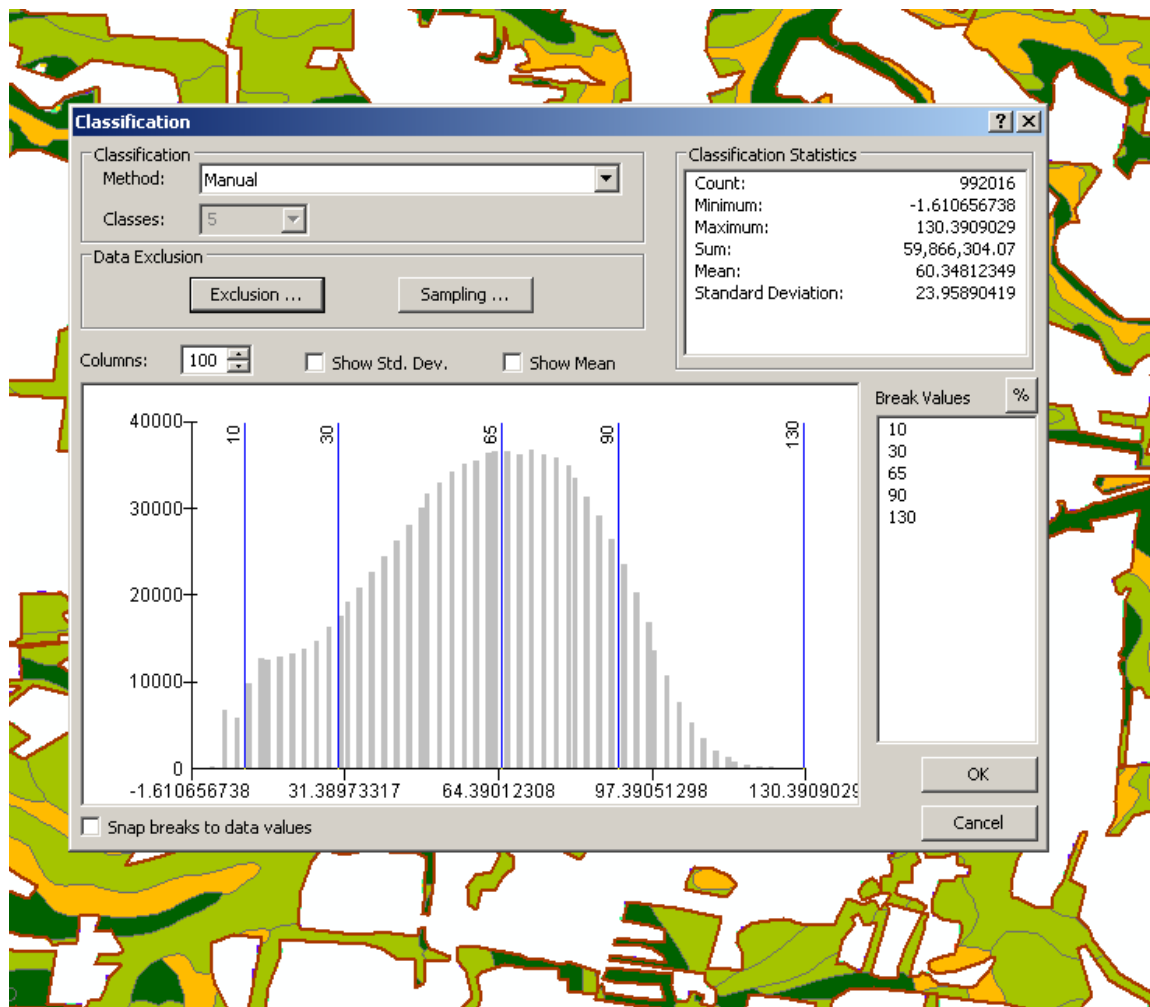 Classification
Classification
Method: Manual
Classes: 5
Data Exclusion
Exclusion ...
Sampling ...
Classification Statistics
Count: 992016
Minimum: -1.610656738
Maximum: 130.3909029
Sum: 59,866,304.07
Mean: 60.34812349
Standard Deviation: 23.95890419
Columns: 100
Show Std. Dev.
Show Mean
Break Values %
10
30
65
90
130
40000
30000
20000
10000
0
10 30 65 90 130
-1.610656738 31.38973317 64.39012308 97.39051298 130.3909029
Snap breaks to data values
OK
Cancel